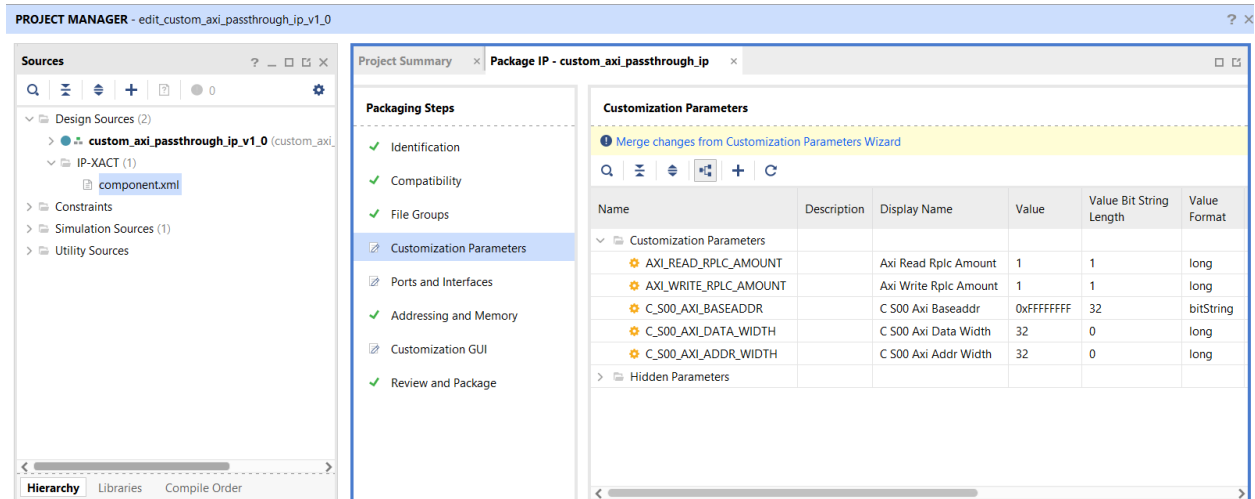 PROJECT MANAGER - edit_custom_axi_passthrough_ip_v1_0
Sources
0
Design Sources (2)
custom_axi_passthrough_ip_v1_0 (custom_axi_
IP-XACT (1)
component.xml
Constraints
Simulation Sources (1)
Utility Sources
Hierarchy Libraries Compile Order
Project Summary Package IP - custom_axi_passthrough_ip
Packaging Steps
Identification
Compatibility
File Groups
Customization Parameters
Ports and Interfaces
Addressing and Memory
Customization GUI
Review and Package
Customization Parameters
Merge changes from Customization Parameters Wizard
Name Description Display Name Value Value Bit String Length Value Format
Customization Parameters
AXI_READ_RPLC_AMOUNT Axi Read Rplc Amount 1 1 long
AXI_WRITE_RPLC_AMOUNT Axi Write Rplc Amount 1 1 long
C_S00_AXI_BASEADDR C S00 Axi Baseaddr 0xFFFFFFFF 32 bitString
C_S00_AXI_DATA_WIDTH C S00 Axi Data Width 32 0 long
C_S00_AXI_ADDR_WIDTH C S00 Axi Addr Width 32 0 long
Hidden Parameters